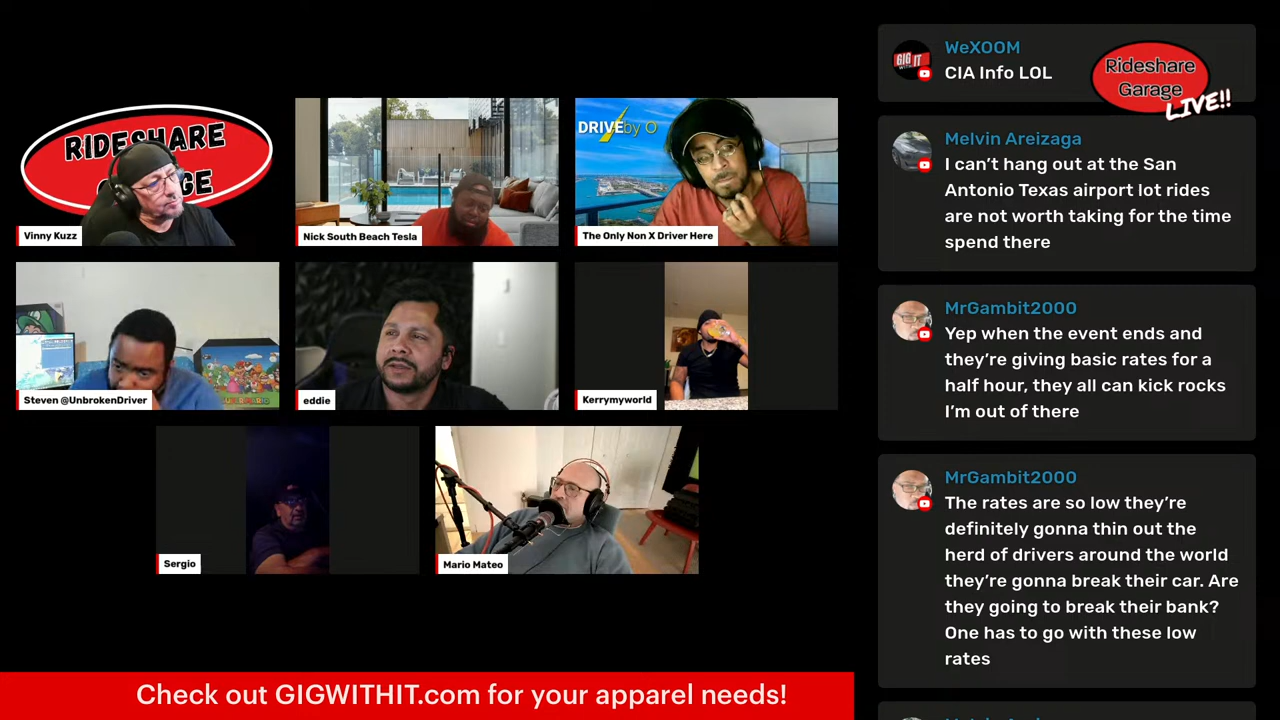 RIDESHARE
GE
Vinny Kuzz
Nick South Beach Tesla
DRIVEby O
The Only Non X Driver Here
Steven @UnbrokenDriver
eddie
Kerrymyworld
Sergio
Mario Mateo
Check out GIGWITHIT.com for your apparel needs!
WeXOOM
CIA Info LOL
Rideshare
Garage
LIVE!!
Melvin Areizaga
I can’t hang out at the San
Antonio Texas airport lot rides
are not worth taking for the time
spend there
MrGambit2000
Yep when the event ends and
they’re giving basic rates for a
half hour, they all can kick rocks
I’m out of there
MrGambit2000
The rates are so low they’re
definitely gonna thin out the
herd of drivers around the world
they’re gonna break their car. Are
they going to break their bank?
One has to go with these low
rates